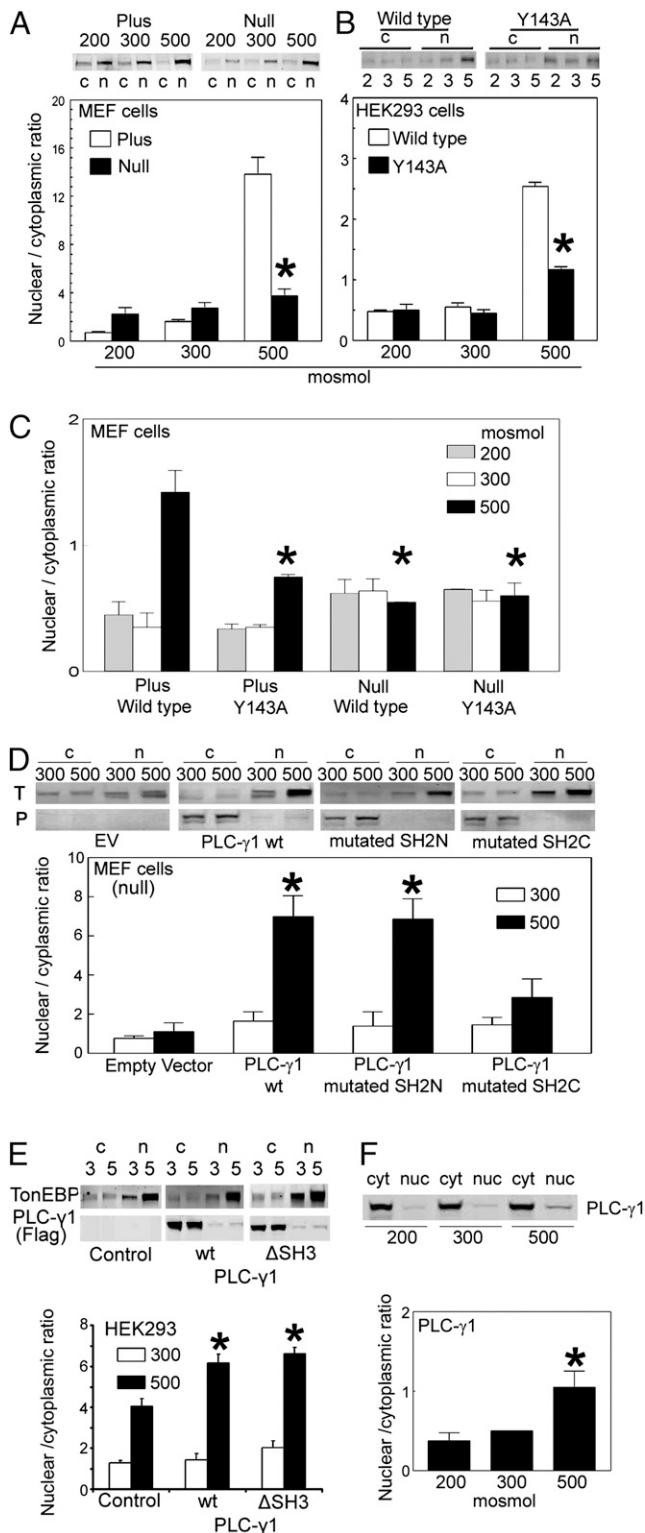 A
Plus
Null
200 300 500
200 300 500
c n c n c n
c n c n c n
20
16
12
8
4
0
Nuclear / cytoplasmic ratio
MEF cells
Plus
Null
*
200 300 500
B
Wild type
Y143A
c n
c n
2 3 5 2 3 5
2 3 5 2 3 5
4
3
2
1
0
HEK293 cells
Wild type
Y143A
*
200 300 500
mosmol
C
2
1
0
Nuclear / cytoplasmic ratio
MEF cells
mosmol
200
300
500
* * *
Plus
Wild type
Plus
Y143A
Null
Wild type
Null
Y143A
D
c n c n c n c n
300 500 300 500 300 500 300 500 300 500 300 500 300 500 300 500
T
P
EV
PLC-γ1 wt
mutated SH2N
mutated SH2C
10
8
6
4
2
0
Nuclear / cyplasmic ratio
MEF cells
(null)
* *
300
500
Empty Vector
PLC-γ1
wt
PLC-γ1
mutated SH2N
PLC-γ1
mutated SH2C
E
c n c n c n
3 5 3 5 3 5 3 5 3 5 3 5
TonEBP
PLC-γ1
(Flag)
Control
wt
ΔSH3
PLC-γ1
8
6
4
2
0
Nuclear /cytoplasmic ratio
HEK293
300
500
* *
Control
wt
ΔSH3
PLC-γ1
F
cyt nuc cyt nuc cyt nuc
PLC-γ1
200 300 500
2
1
0
Nuclear /cytoplasmic ratio
PLC-γ1
*
200 300 500
mosmol